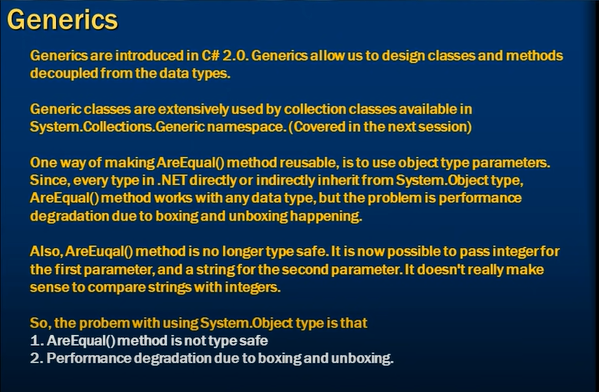 Generics
Generics are introduced in C# 2.0. Generics allow us to design classes and methods
decoupled from the data types.
Generic classes are extensively used by collection classes available in
System.Collections.Generic namespace. (Covered in the next session)
One way of making AreEqual() method reusable, is to use object type parameters.
Since, every type in .NET directly or indirectly inherit from System.Object type,
AreEqual() method works with any data type, but the problem is performance
degradation due to boxing and unboxing happening.
Also, AreEuqal() method is no longer type safe. It is now possible to pass integer for
the first parameter, and a string for the second parameter. It doesn't really make
sense to compare strings with integers.
So, the probem with using System.Object type is that
1. AreEqual() method is not type safe
2. Performance degradation due to boxing and unboxing.